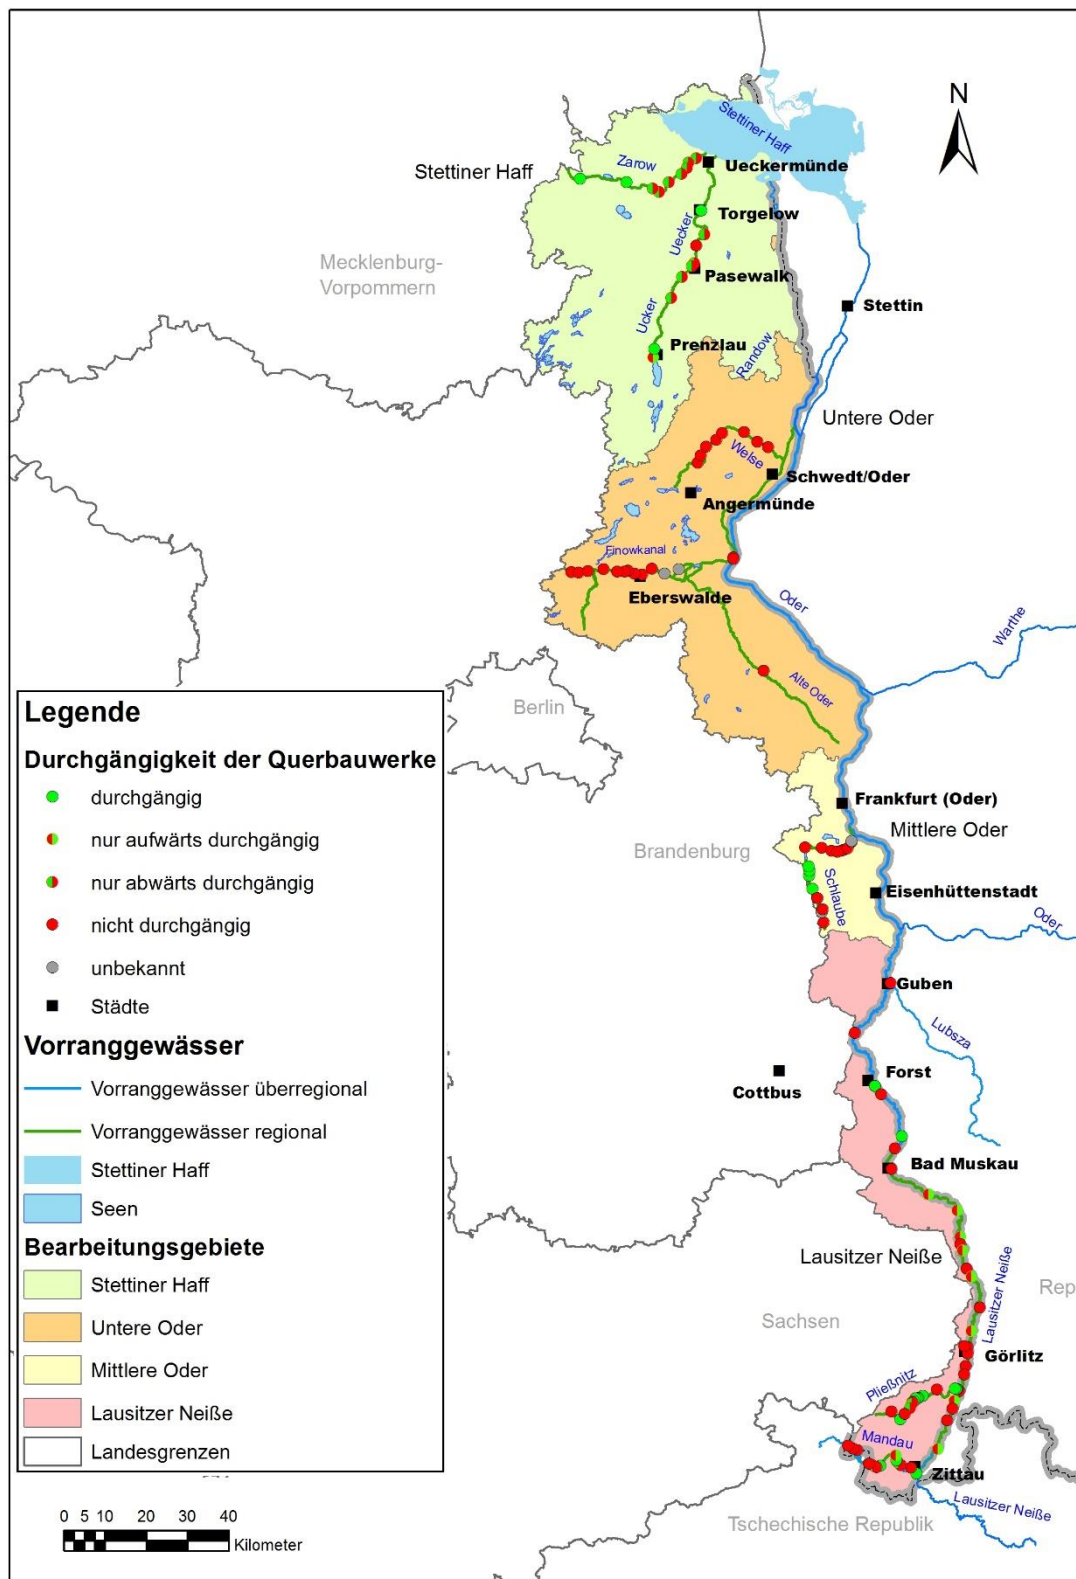 N
Stettiner Haff
Zarow
Stettiner Haff
Ueckermünde
Torgelow
Uecker
Mecklenburg-
Vorpommern
Pasewalk
Stettin
Ucker
Prenzlau
Randow
Untere Oder
Welse
Schwedt/Oder
Angermünde
Finowkanal
Eberswalde
Oder
Warthe
Alte Oder
Berlin
Legende
Durchgängigkeit der Querbauwerke
durchgängig
nur aufwärts durchgängig
nur abwärts durchgängig
nicht durchgängig
unbekannt
Städte
Vorranggewässer
Vorranggewässer überregional
Vorranggewässer regional
Stettiner Haff
Seen
Bearbeitungsgebiete
Stettiner Haff
Untere Oder
Mittlere Oder
Lausitzer Neiße
Landesgrenzen
Frankfurt (Oder)
Mittlere Oder
Brandenburg
Schlaube
Eisenhüttenstadt
Oder
Guben
Lubsza
Forst
Cottbus
Bad Muskau
Lausitzer Neiße
Lausitzer Neiße
Rep
Sachsen
Görlitz
Pließnitz
Mandau
Zittau
Lausitzer Neiße
Tschechische Republik
0 5 10 20 30 40
Kilometer